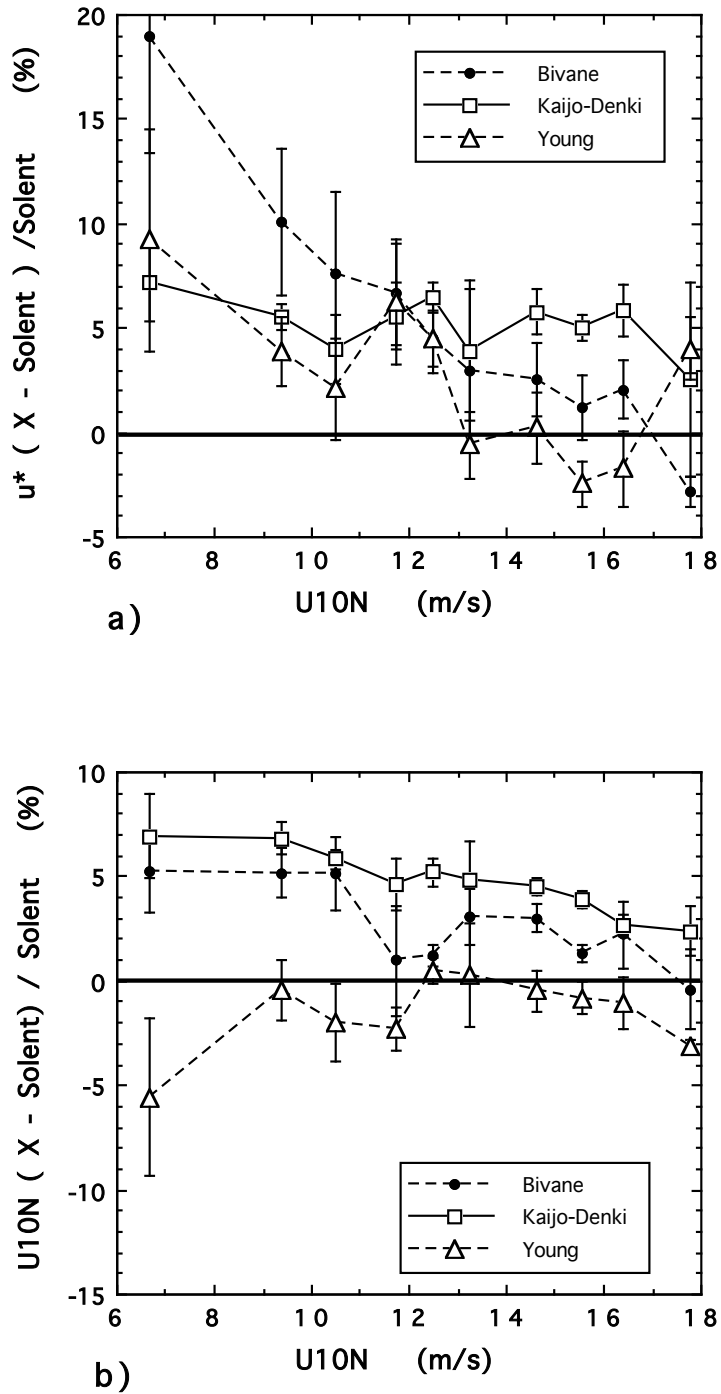 u* ( X - Solent ) /Solent (%)
20
15
10
5
0
-5
Bivane
Kaijo-Denki
Young
6 8 10 12 14 16 18
U10N (m/s)
a)
U10N ( X - Solent) / Solent (%)
10
5
0
-5
-10
-15
Bivane
Kaijo-Denki
Young
6 8 10 12 14 16 18
U10N (m/s)
b)